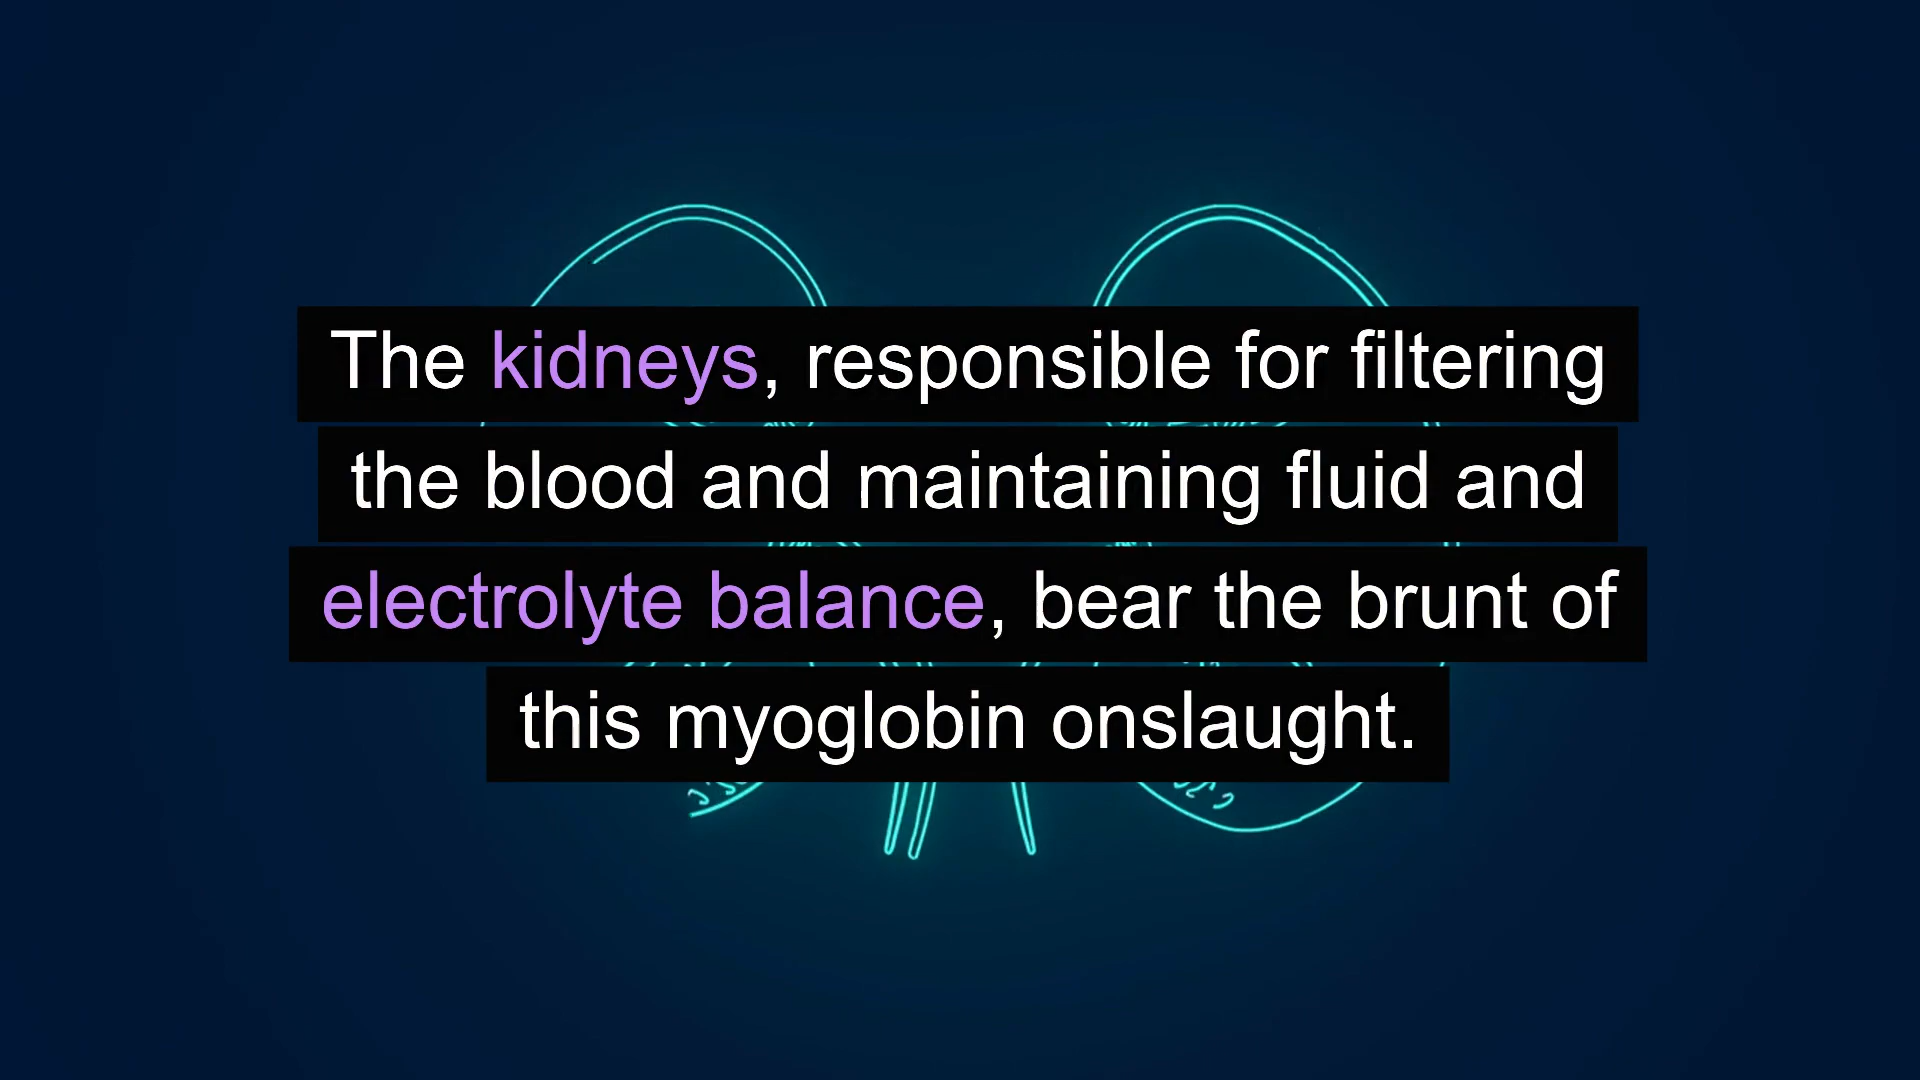 The kidneys, responsible for filtering
the blood and maintaining fluid and
electrolyte balance, bear the brunt of
this myoglobin onslaught.